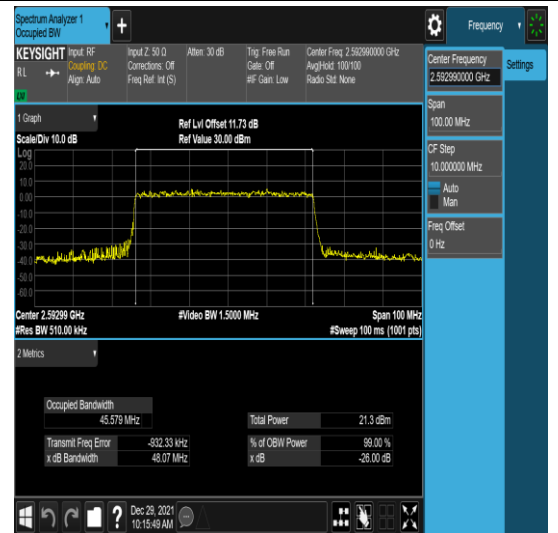 Spectrum Analyzer 1
Occupied BW
Frequency
KEYSIGHT
RL
Input: RF
Coupling: DC
Align: Auto
Input Z: 50 Ω
Corrections: Off
Freq Ref: Int (S)
Atten: 30 dB
Trig: Free Run
Gate: Off
#IF Gain: Low
Center Freq: 2.592990000 GHz
Avg|Hold: 100/100
Radio Std: None
Center Frequency
2.592990000 GHz
Settings
Span
100.00 MHz
CF Step
10.000000 MHz
Auto
Man
Freq Offset
0 Hz
1 Graph
Scale/Div 10.0 dB
Ref Lvl Offset 11.73 dB
Ref Value 30.00 dBm
Log
20.0
10.0
0.00
-10.0
-20.0
-30.0
-40.0
-50.0
-60.0
Center 2.59299 GHz
#Video BW 1.5000 MHz
Span 100 MHz
#Res BW 510.00 kHz
#Sweep 100 ms (1001 pts)
2 Metrics
Occupied Bandwidth
45.579 MHz
Total Power 21.3 dBm
Transmit Freq Error -932.33 kHz
% of OBW Power 99.00 %
x dB Bandwidth 48.07 MHz
x dB -26.00 dB
Dec 29, 2021
10:15:49 AM